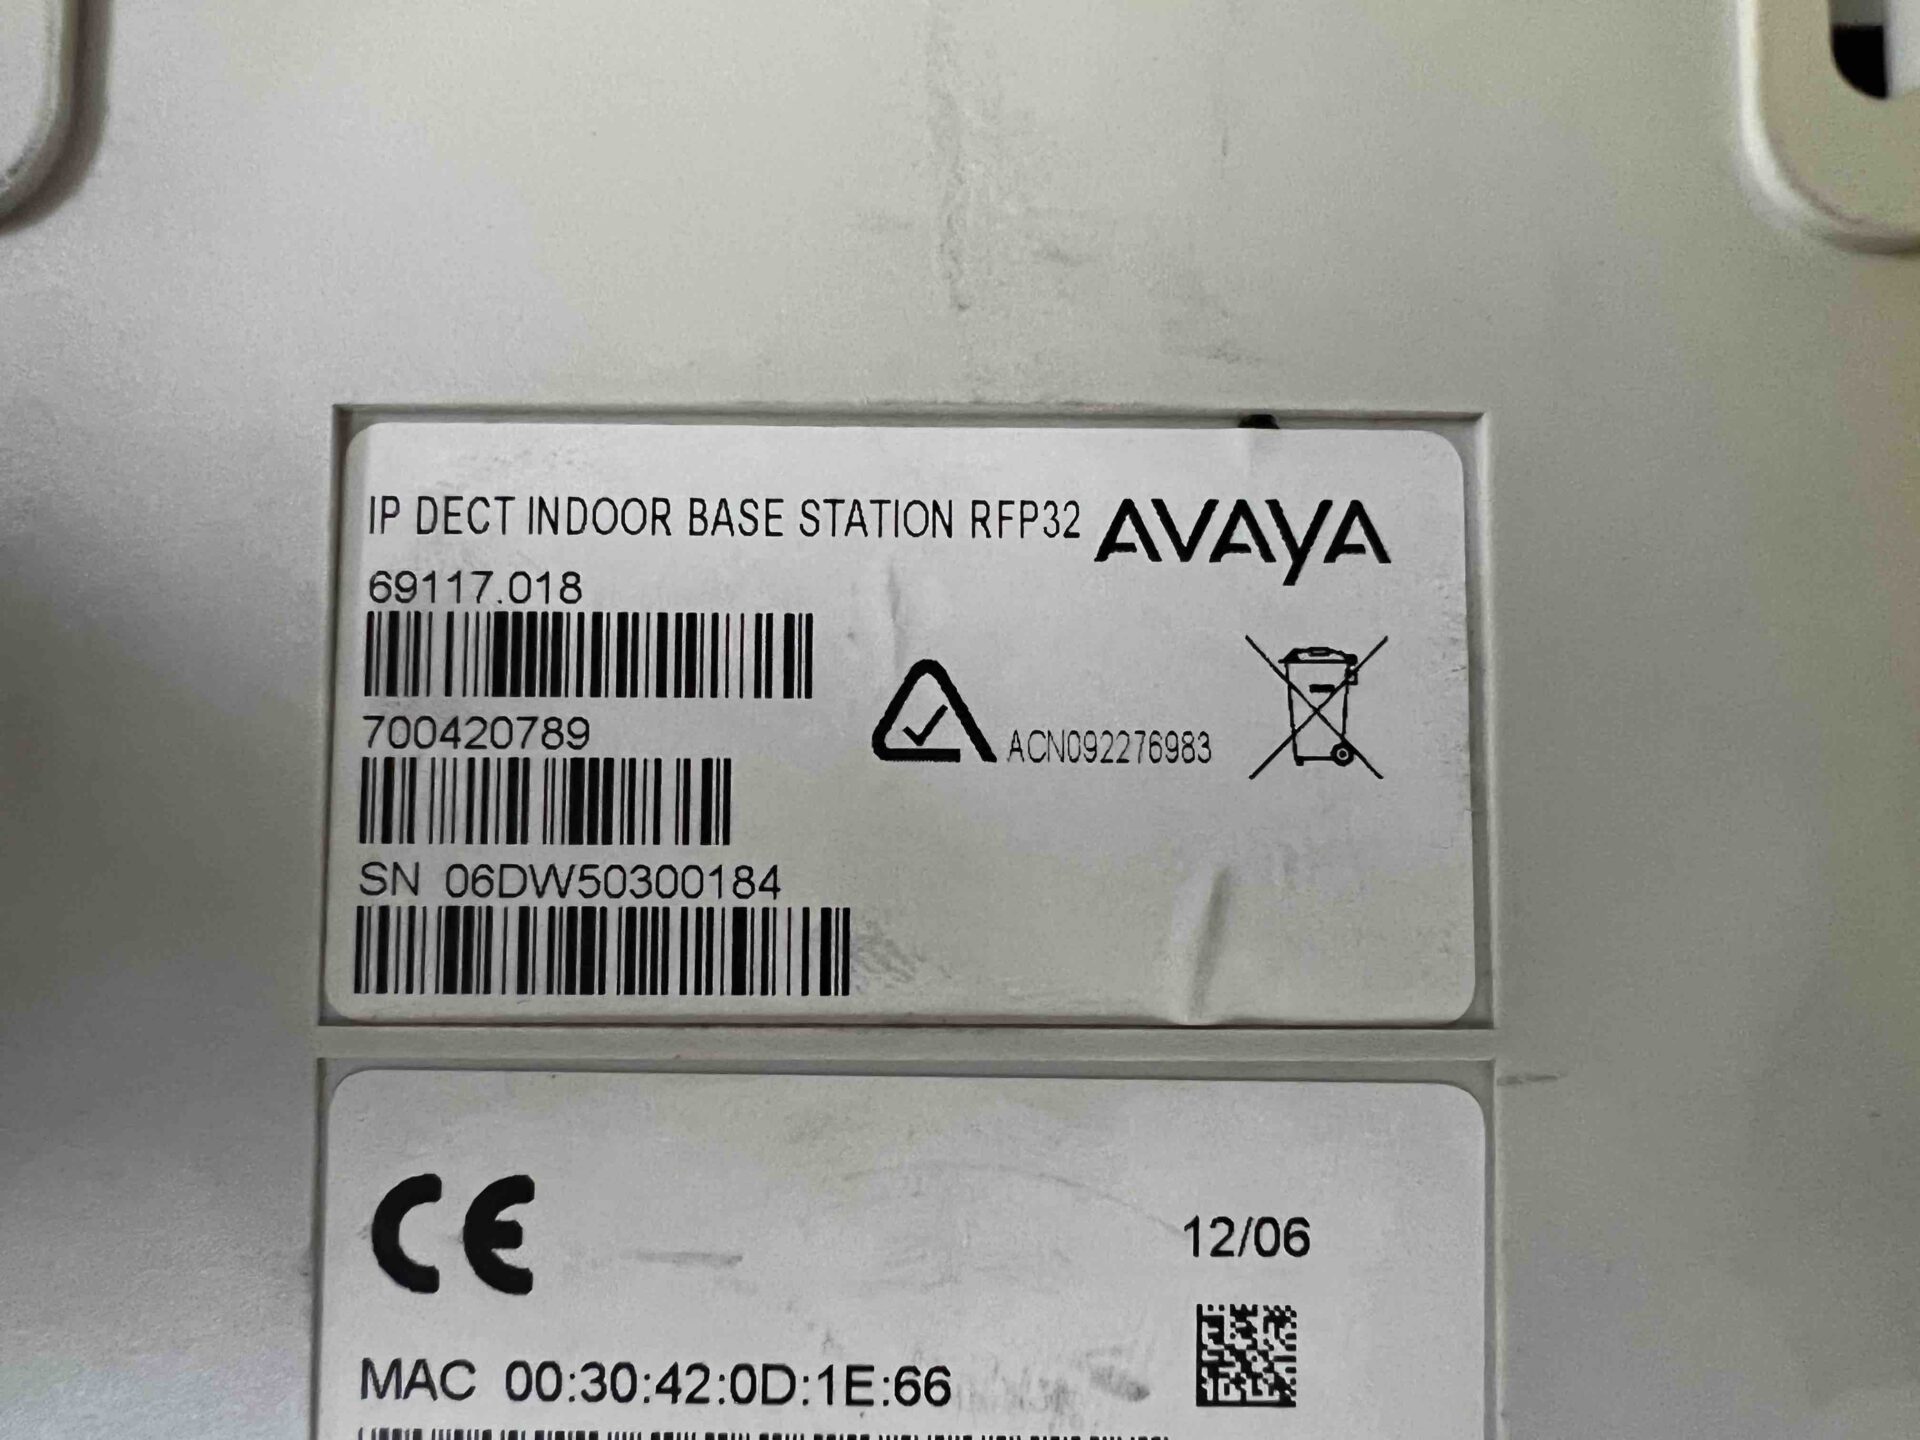 IP DECT INDOOR BASE STATION RFP32 AVAYA
69117.018
700420789
ACN092276983
SN 06DW50300184
CE
12/06
MAC 00:30:42:0D:1E:66